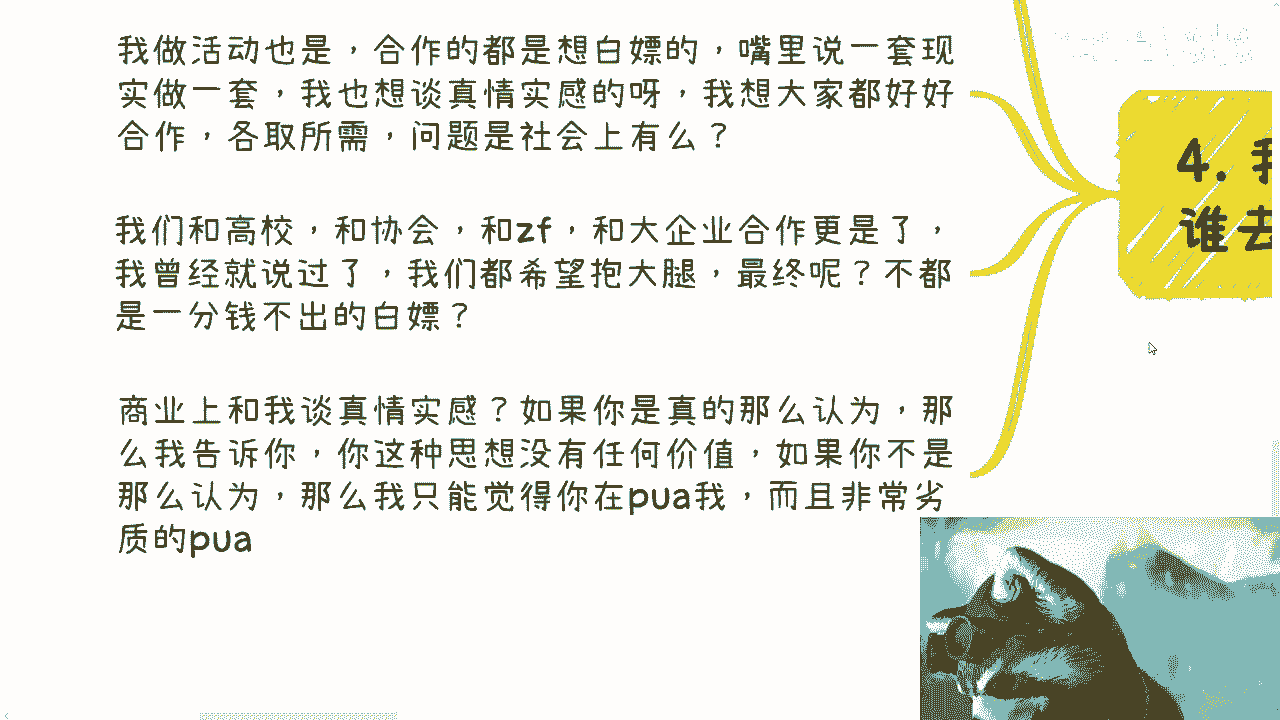 我做活动也是，合作的都是想白嫖的，嘴里说一套现
实做一套，我也想谈真情实感的呀，我想大家都好好
合作，各取所需，问题是社会上有么？
我们和高校，和协会，和zf，和大企业合作更是了，
我曾经就说过了，我们都希望抱大腿，最终呢？不都
是一分钱不出的白嫖？
商业上和我谈真情实感？如果你是真的那么认为，那
么我告诉你，你这种思想没有任何价值，如果你不是
那么认为，那么我只能觉得你在pua我，而且非常劣
质的pua
4. 我
谁去